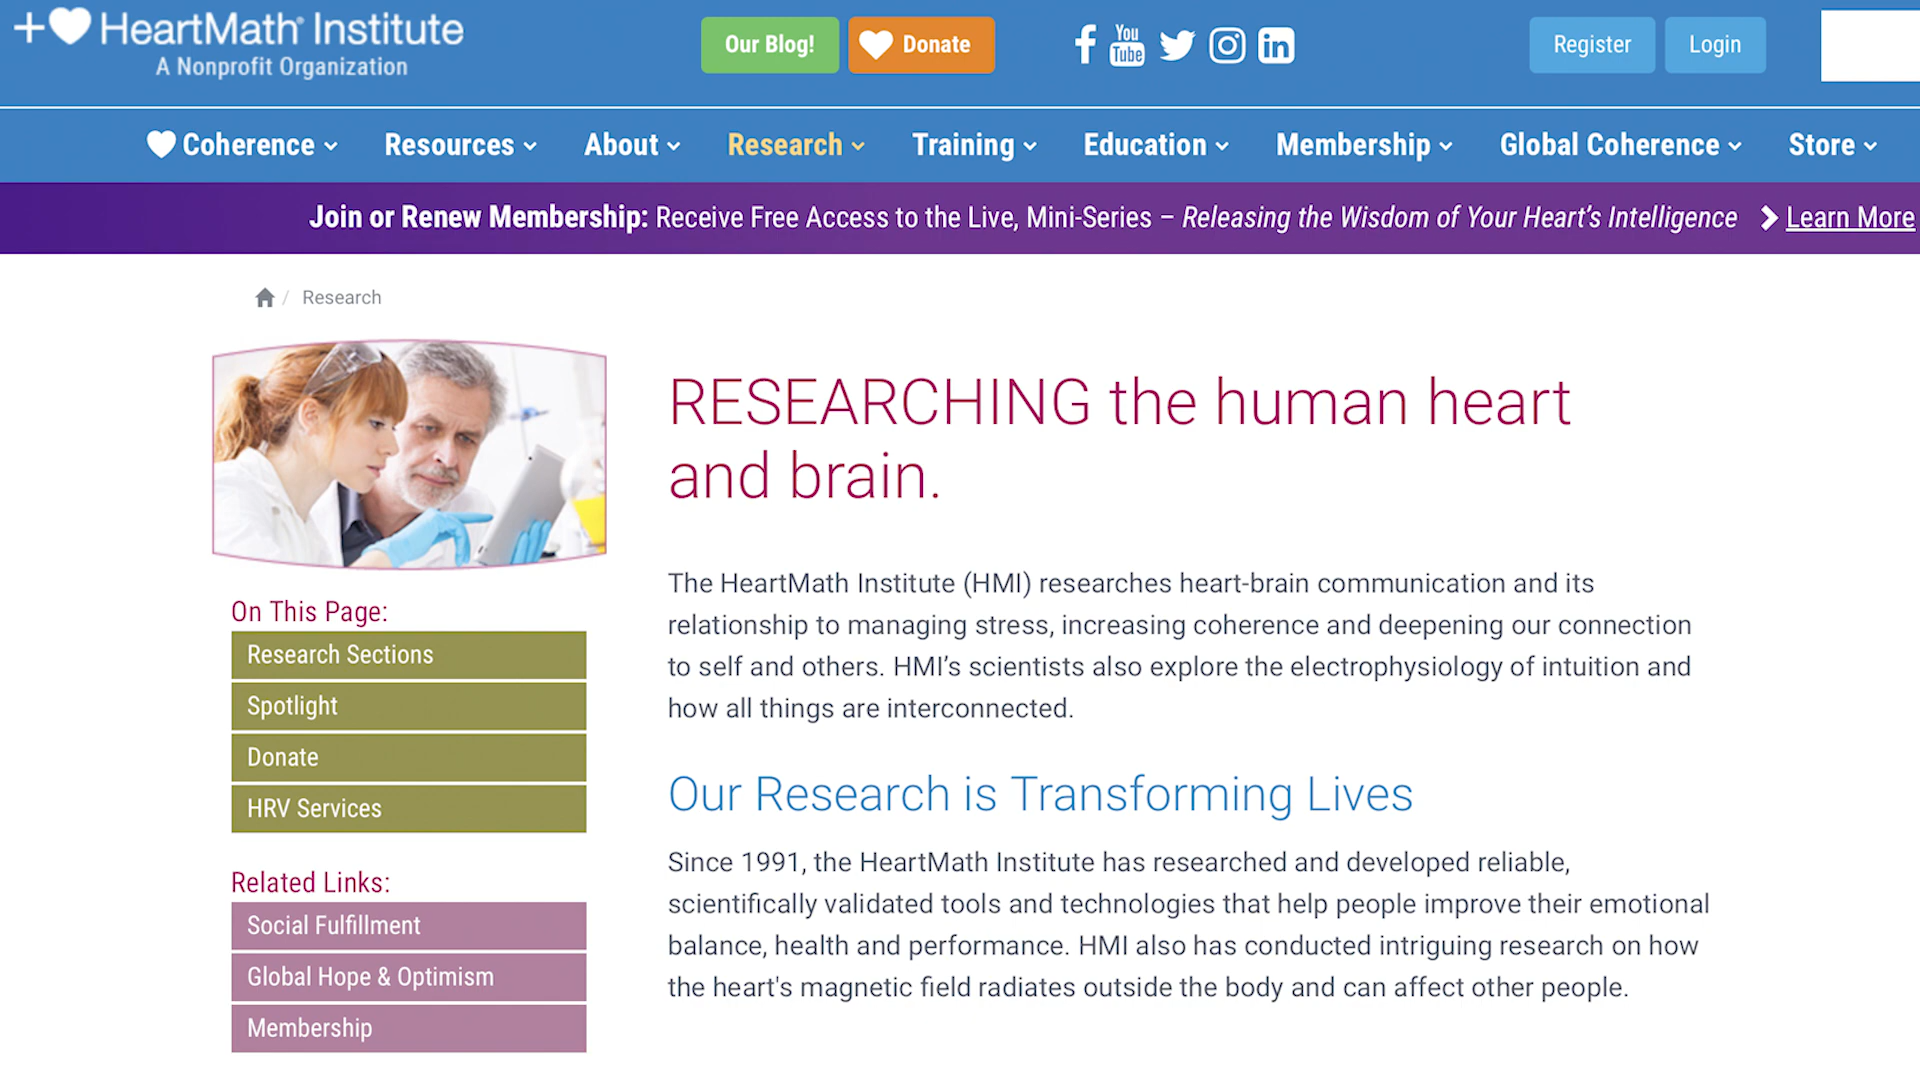 HeartMath® Institute
A Nonprofit Organization
Our Blog!
Donate
You Tube
Register
Login
Coherence
Resources
About
Research
Training
Education
Membership
Global Coherence
Store
Join or Renew Membership: Receive Free Access to the Live, Mini-Series – Releasing the Wisdom of Your Heart’s Intelligence Learn More
/ Research
RESEARCHING the human heart
and brain.
The HeartMath Institute (HMI) researches heart-brain communication and its
relationship to managing stress, increasing coherence and deepening our connection
to self and others. HMI’s scientists also explore the electrophysiology of intuition and
how all things are interconnected.
Our Research is Transforming Lives
Since 1991, the HeartMath Institute has researched and developed reliable,
scientifically validated tools and technologies that help people improve their emotional
balance, health and performance. HMI also has conducted intriguing research on how
the heart's magnetic field radiates outside the body and can affect other people.
On This Page:
Research Sections
Spotlight
Donate
HRV Services
Related Links:
Social Fulfillment
Global Hope & Optimism
Membership